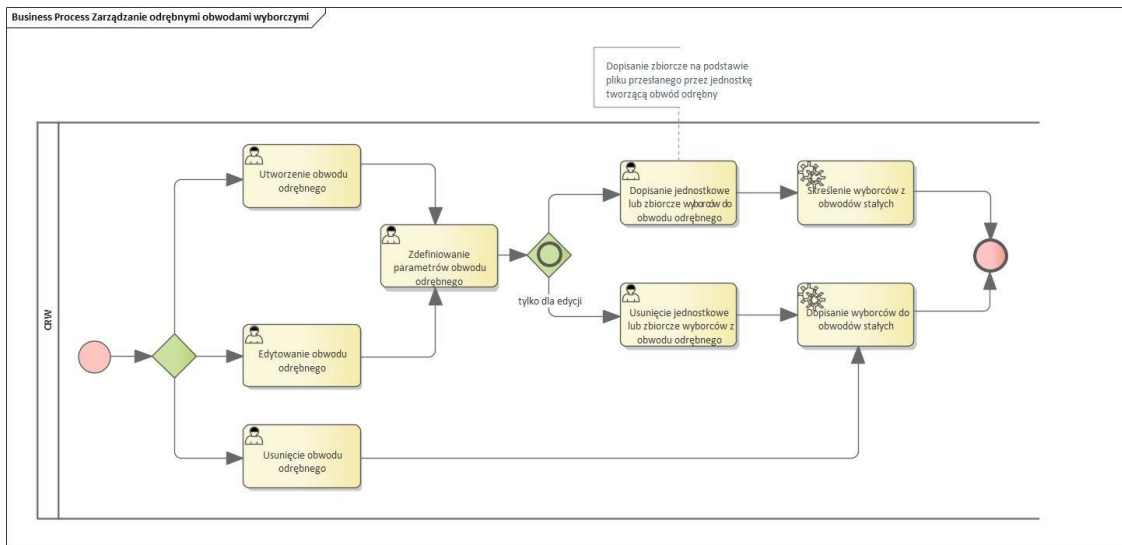 Business Process Zarządzanie odrębnymi obwodami wyborczymi
Dopisanie zbiorcze na podstawie
pliku przesłanego przez jednostkę
tworzącą obwód odrębny
CRW
Utworzenie obwodu
odrębnego
Zdefiniowanie
parametrów obwodu
odrębnego
Dopisanie jednostkowe
lub zbiorcze wyborców do
obwodu odrębnego
Skreślenie wyborców z
obwodów stałych
tylko dla edycji
Usunięcie jednostkowe
lub zbiorcze wyborców z
obwodu odrębnego
Dopisanie wyborców do
obwodów stałych
Edytowanie obwodu
odrębnego
Usunięcie obwodu
odrębnego